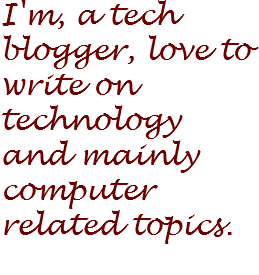 I'm, a tech
blogger, love to
write on
technology
and mainly
computer
related topics.